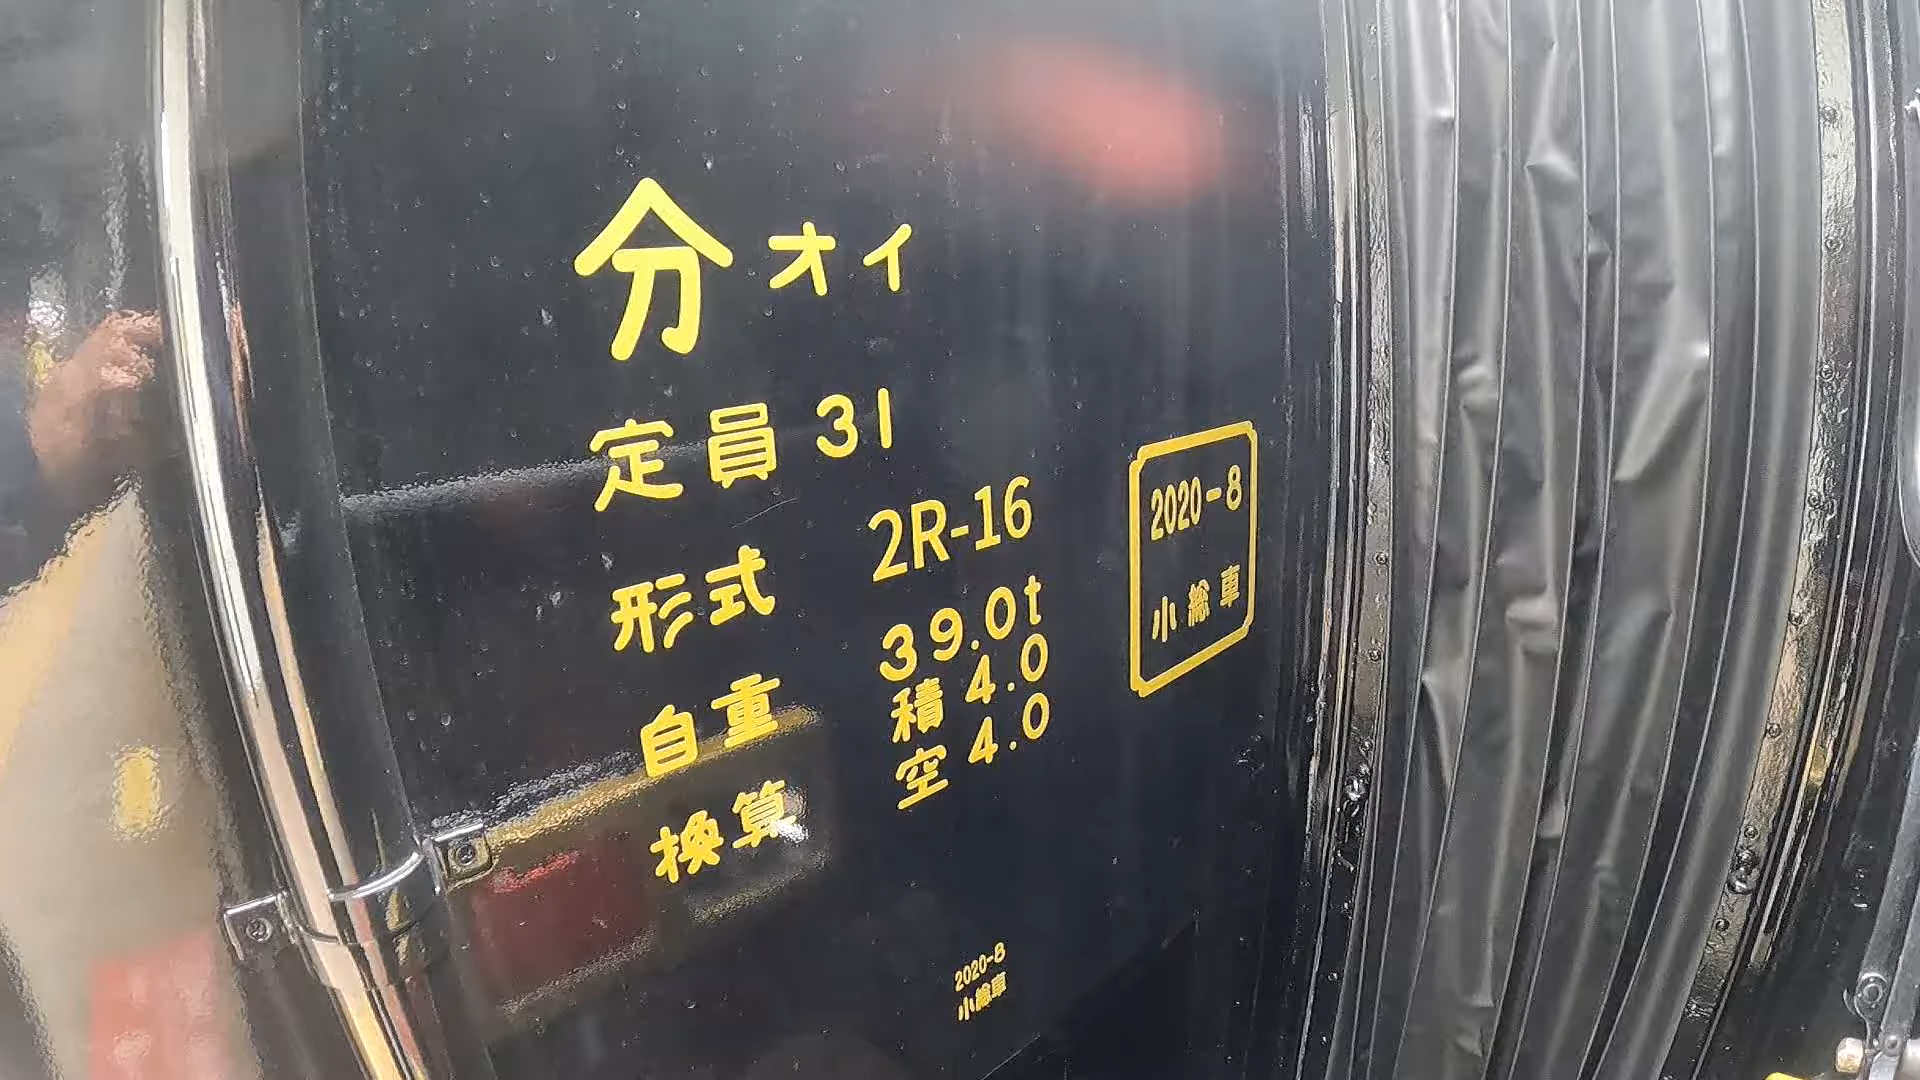 分オイ
定員 31
形式 2R-16
自重 39.0t
換算 積 4.0
空 4.0
2020-8
小総車
2020-8
小総車